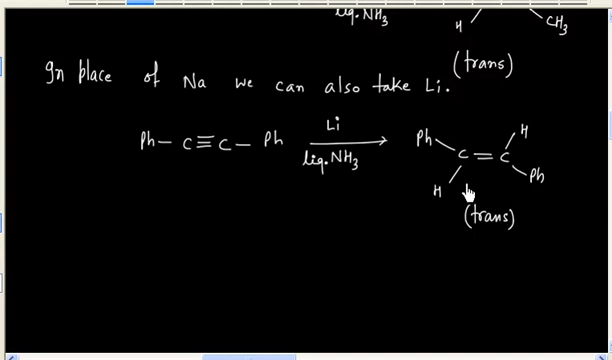 liq.NH₃
H
CH₃
(trans)
In place of Na we can also take Li.
Ph–C≡C–Ph
Li
liq.NH₃
Ph
H
C=C
H
Ph
(trans)